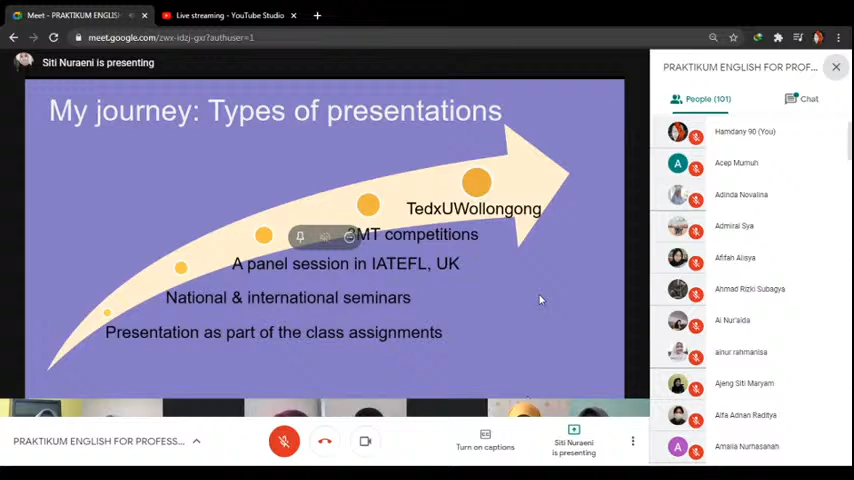 Meet - PRAKTIKUM ENGLISH
Live streaming - YouTube Studio
meet.google.com/zwx-idzj-gxr?authuser=1
Siti Nuraeni is presenting
PRAKTIKUM ENGLISH FOR PROF...
People (101)
Chat
My journey: Types of presentations
TedxUWollongong
3MT competitions
A panel session in IATEFL, UK
National & international seminars
Presentation as part of the class assignments
Hamdany 90 (You)
A
Acep Mumuh
Adinda Novalina
Admiral Sya
Afifah Alisya
Ahmad Rizki Subagya
Ai Nur'aida
ainur rahmanisa
Ajeng Siti Maryam
Alfa Adnan Raditya
A
Amalia Nurhasanah
PRAKTIKUM ENGLISH FOR PROFESS...
Turn on captions
Siti Nuraeni
is presenting